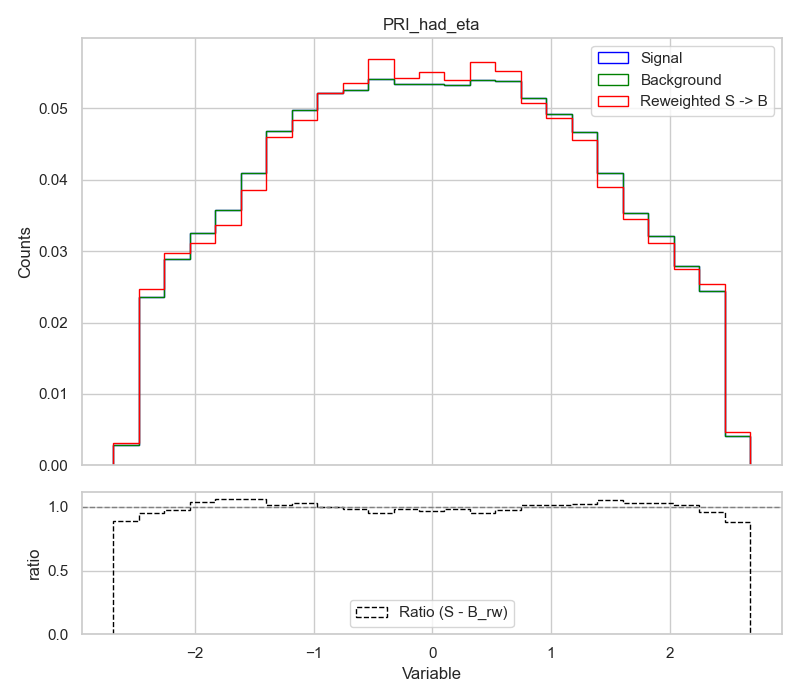 PRI_had_eta
Signal
Background
Reweighted S -> B
Counts
0.05
0.04
0.03
0.02
0.01
0.00
ratio
1.0
0.5
0.0
Ratio (S - B_rw)
−2
−1
0
1
2
Variable